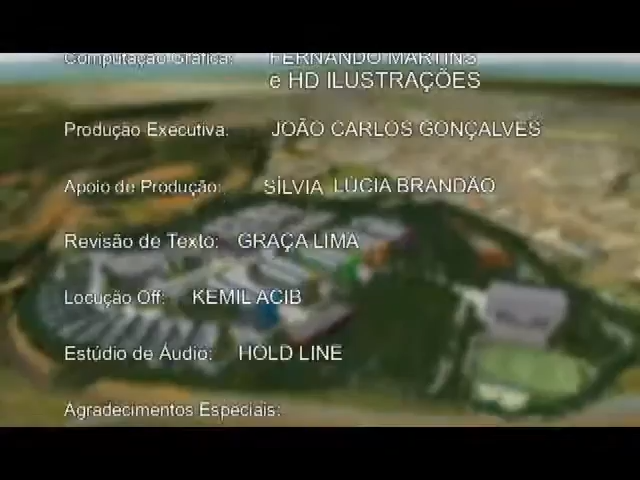 Computação Gráfica: FERNANDO MARTINS
e HD ILUSTRAÇÕES
Produção Executiva: JOÃO CARLOS GONÇALVES
Apoio de Produção: SÍLVIA LÚCIA BRANDÃO
Revisão de Texto: GRAÇA LIMA
Locução Off: KEMIL ACIB
Estúdio de Áudio: HOLD LINE
Agradecimentos Especiais: